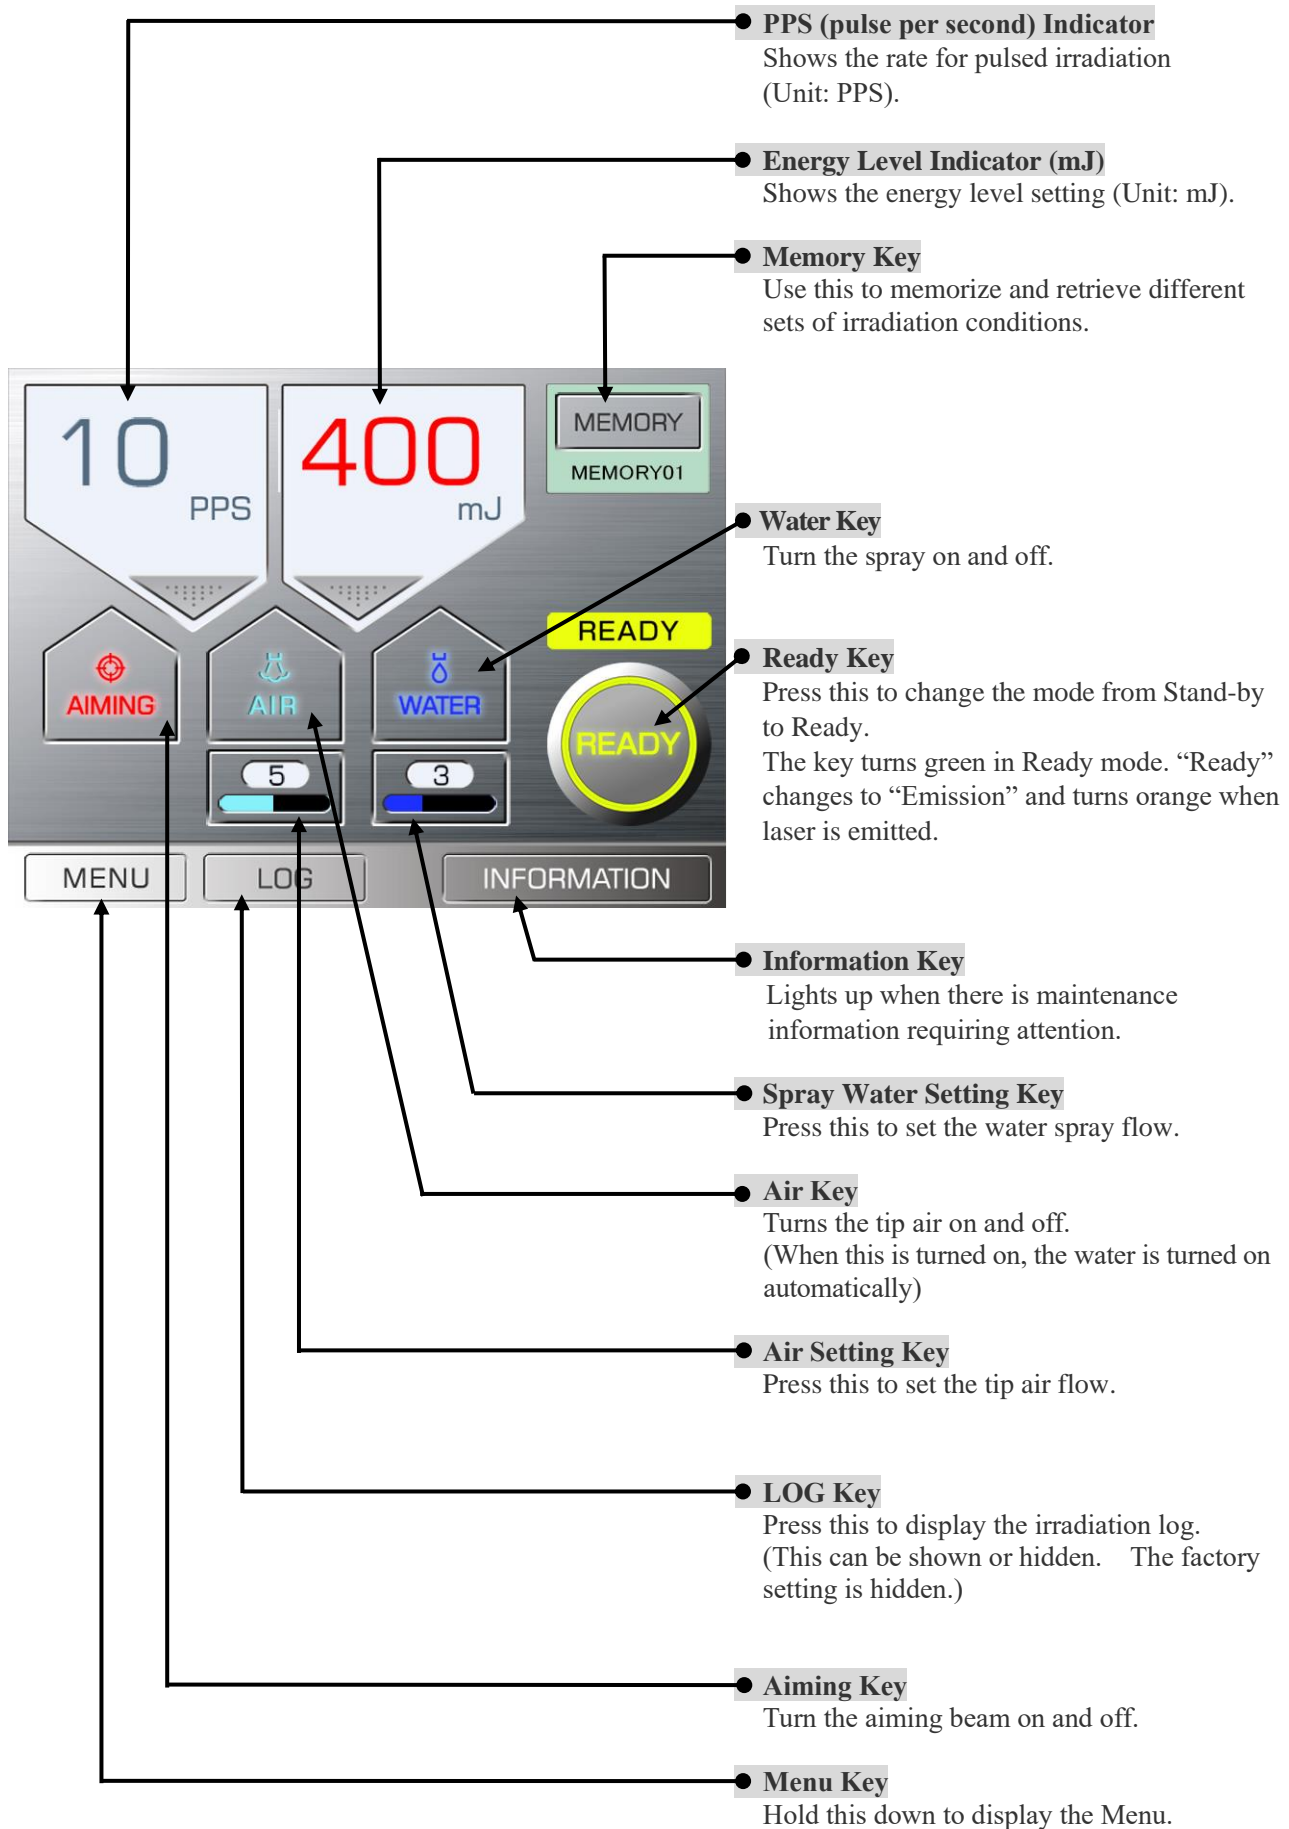 PPS (pulse per second) Indicator
Shows the rate for pulsed irradiation
(Unit: PPS).
Energy Level Indicator (mJ)
Shows the energy level setting (Unit: mJ).
Memory Key
Use this to memorize and retrieve different
sets of irradiation conditions.
10
PPS
400
mJ
MEMORY
MEMORY01
Water Key
Turn the spray on and off.
AIMING
AIR
WATER
READY
READY
5
3
Ready Key
Press this to change the mode from Stand-by
to Ready.
The key turns green in Ready mode. “Ready”
changes to “Emission” and turns orange when
laser is emitted.
MENU
LOG
INFORMATION
Information Key
Lights up when there is maintenance
information requiring attention.
Spray Water Setting Key
Press this to set the water spray flow.
Air Key
Turns the tip air on and off.
(When this is turned on, the water is turned on
automatically)
Air Setting Key
Press this to set the tip air flow.
LOG Key
Press this to display the irradiation log.
(This can be shown or hidden. The factory
setting is hidden.)
Aiming Key
Turn the aiming beam on and off.
Menu Key
Hold this down to display the Menu.